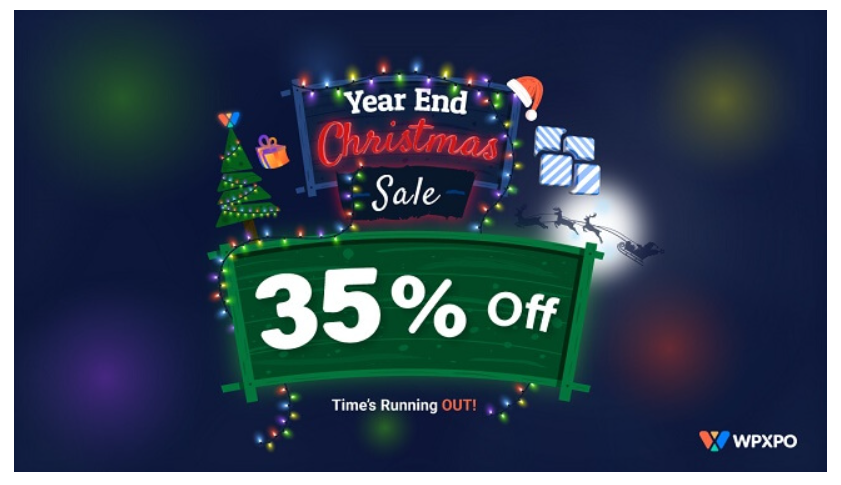 Year End
Christmas
Sale
35% Off
Time's Running OUT!
WPXPO